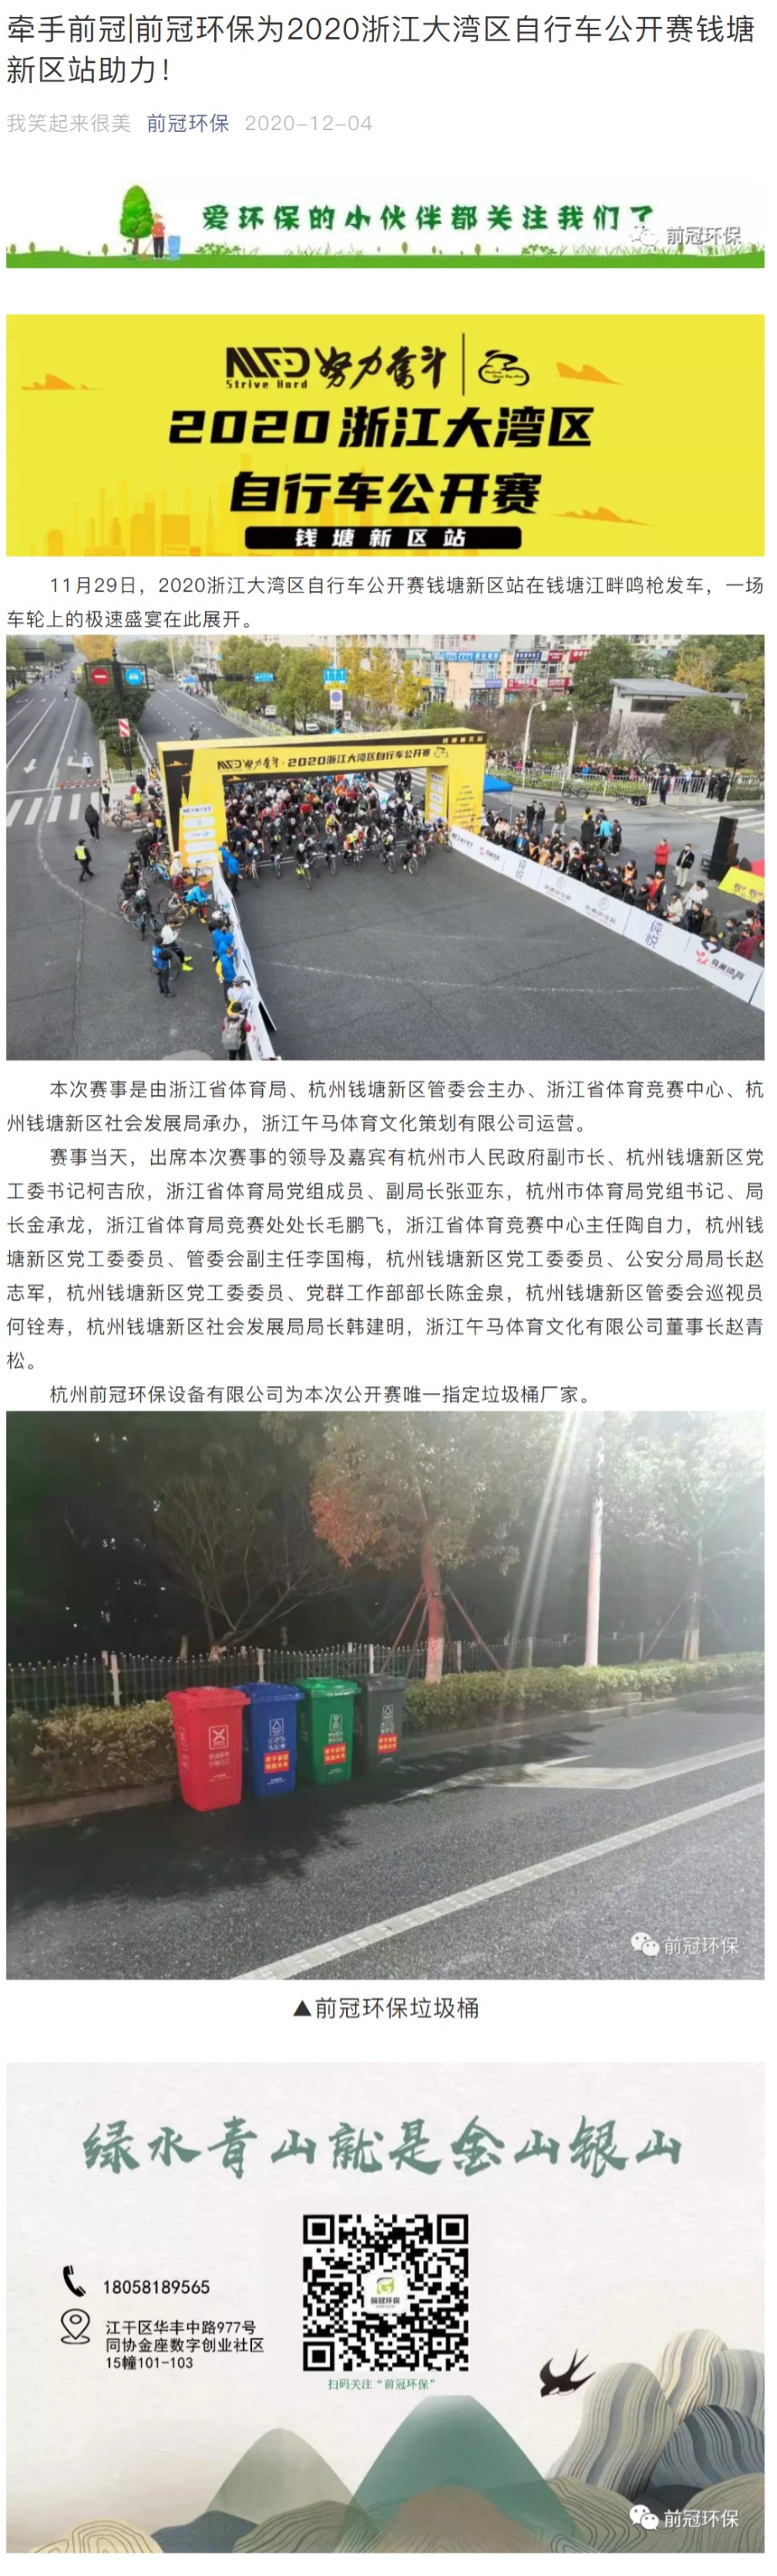 牵手前冠|前冠环保为2020浙江大湾区自行车公开赛钱塘
新区站助力！
我笑起来很美 前冠环保 2020-12-04
爱环保的小伙伴都关注我们了
前冠环保
努力奋斗
Strive Hard
2020浙江大湾区
自行车公开赛
钱塘新区站
11月29日，2020浙江大湾区自行车公开赛钱塘新区站在钱塘江畔鸣枪发车，一场
车轮上的极速盛宴在此展开。
努力奋斗·2020浙江大湾区自行车公开赛
本次赛事是由浙江省体育局、杭州钱塘新区管委会主办、浙江省体育竞赛中心、杭
州钱塘新区社会发展局承办，浙江午马体育文化策划有限公司运营。
赛事当天，出席本次赛事的领导及嘉宾有杭州市人民政府副市长、杭州钱塘新区党
工委书记柯吉欣，浙江省体育局党组成员、副局长张亚东，杭州市体育局党组书记、局
长金承龙，浙江省体育局竞赛处处长毛鹏飞，浙江省体育竞赛中心主任陶自力，杭州钱
塘新区党工委委员、管委会副主任李国梅，杭州钱塘新区党工委委员、公安分局局长赵
志军，杭州钱塘新区党工委委员、党群工作部部长陈金泉，杭州钱塘新区管委会巡视员
何铨寿，杭州钱塘新区社会发展局局长韩建明，浙江午马体育文化有限公司董事长赵青
松。
杭州前冠环保设备有限公司为本次公开赛唯一指定垃圾桶厂家。
前冠环保
▲前冠环保垃圾桶
绿水青山就是金山银山
18058189565
江干区华丰中路977号
同协金座数字创业社区
15幢101-103
前冠环保
扫码关注“前冠环保”
前冠环保